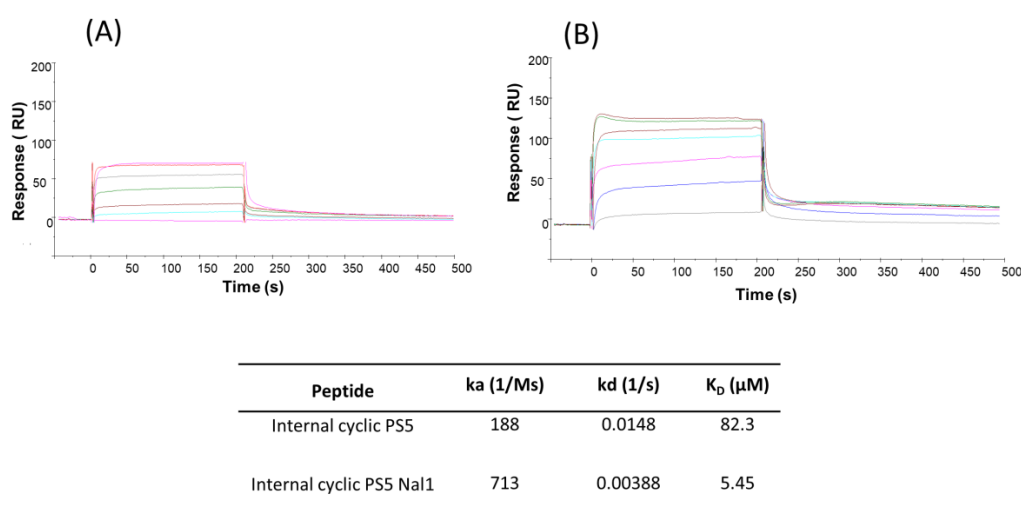 (A)
(B)
200
150
100
50
0
Response ( RU)
0 50 100 150 200 250 300 350 400 450 500
Time (s)
200
150
100
50
0
Response ( RU)
0 50 100 150 200 250 300 350 400 450 500
Time (s)
Peptide ka (1/Ms) kd (1/s) KD (µM)
Internal cyclic PS5 188 0.0148 82.3
Internal cyclic PS5 Nal1 713 0.00388 5.45